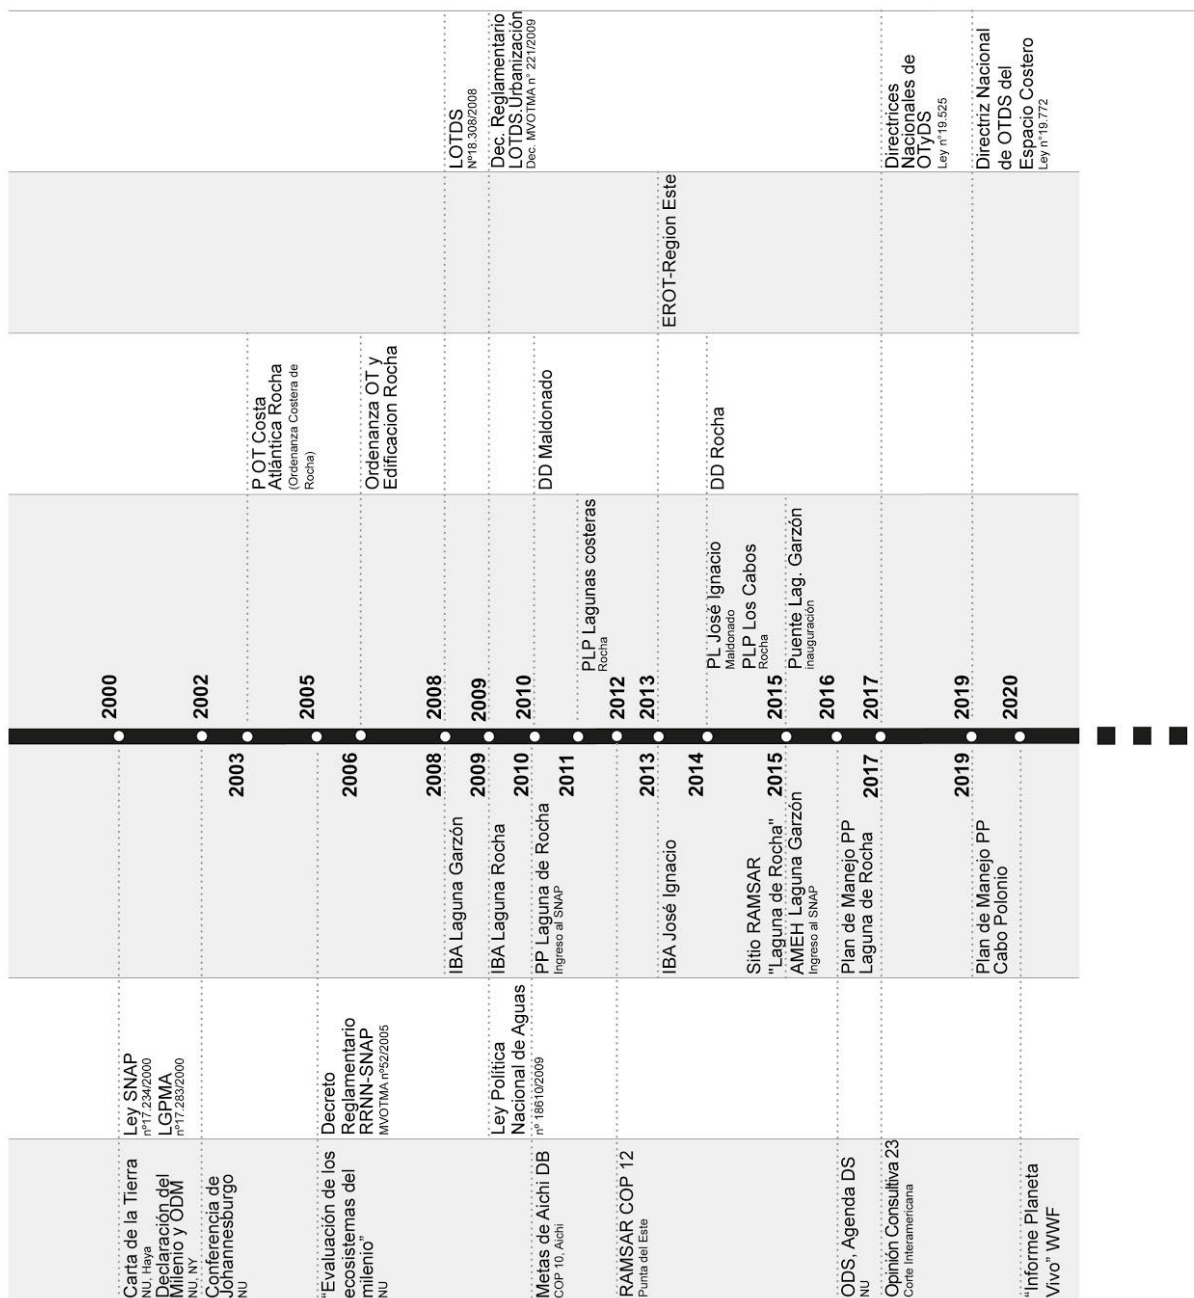 LOTDS
Nº18.308/2008
Dec. Reglamentario
LOTDS.Urbanización
Dec. MVOTMA n° 221/2009
Directrices
Nacionales de
OTyDS
Ley n°19.525
Directriz Nacional
de OTDS del
Espacio Costero
Ley n°19.772
EROT-Region Este
P OT Costa
Atlántica Rocha
(Ordenanza Costera de
Rocha)
Ordenanza OT y
Edificacion Rocha
DD Maldonado
DD Rocha
PLP Lagunas costeras
Rocha
PL José Ignacio
Maldonado
PLP Los Cabos
Rocha
Puente Lag. Garzón
inauguración
2000
2002
2005
2008
2009
2010
2012
2013
2015
2016
2017
2019
2020
2003
2006
2008
2009
2010
2011
2013
2014
2015
2017
2019
IBA Laguna Garzón
IBA Laguna Rocha
PP Laguna de Rocha
Ingreso al SNAP
IBA José Ignacio
Sitio RAMSAR
"Laguna de Rocha"
AMEH Laguna Garzón
Ingreso al SNAP
Plan de Manejo PP
Laguna de Rocha
Plan de Manejo PP
Cabo Polonio
Ley SNAP
nº17.234/2000
LGPMA
nº17.283/2000
Decreto
Reglamentario
RRNN-SNAP
MVOTMA nº52/2005
Ley Política
Nacional de Aguas
nº 18610/2009
Carta de la Tierra
NU, Haya
Declaración del
Milenio y ODM
NU, NY
Conferencia de
Johannesburgo
NU
"Evaluación de los
ecosistemas del
milenio"
NU
Metas de Aichi DB
COP 10, Aichi
RAMSAR COP 12
Punta del Este
ODS, Agenda DS
NU
Opinión Consultiva 23
Corte Interamericana
"Informe Planeta
Vivo" WWF